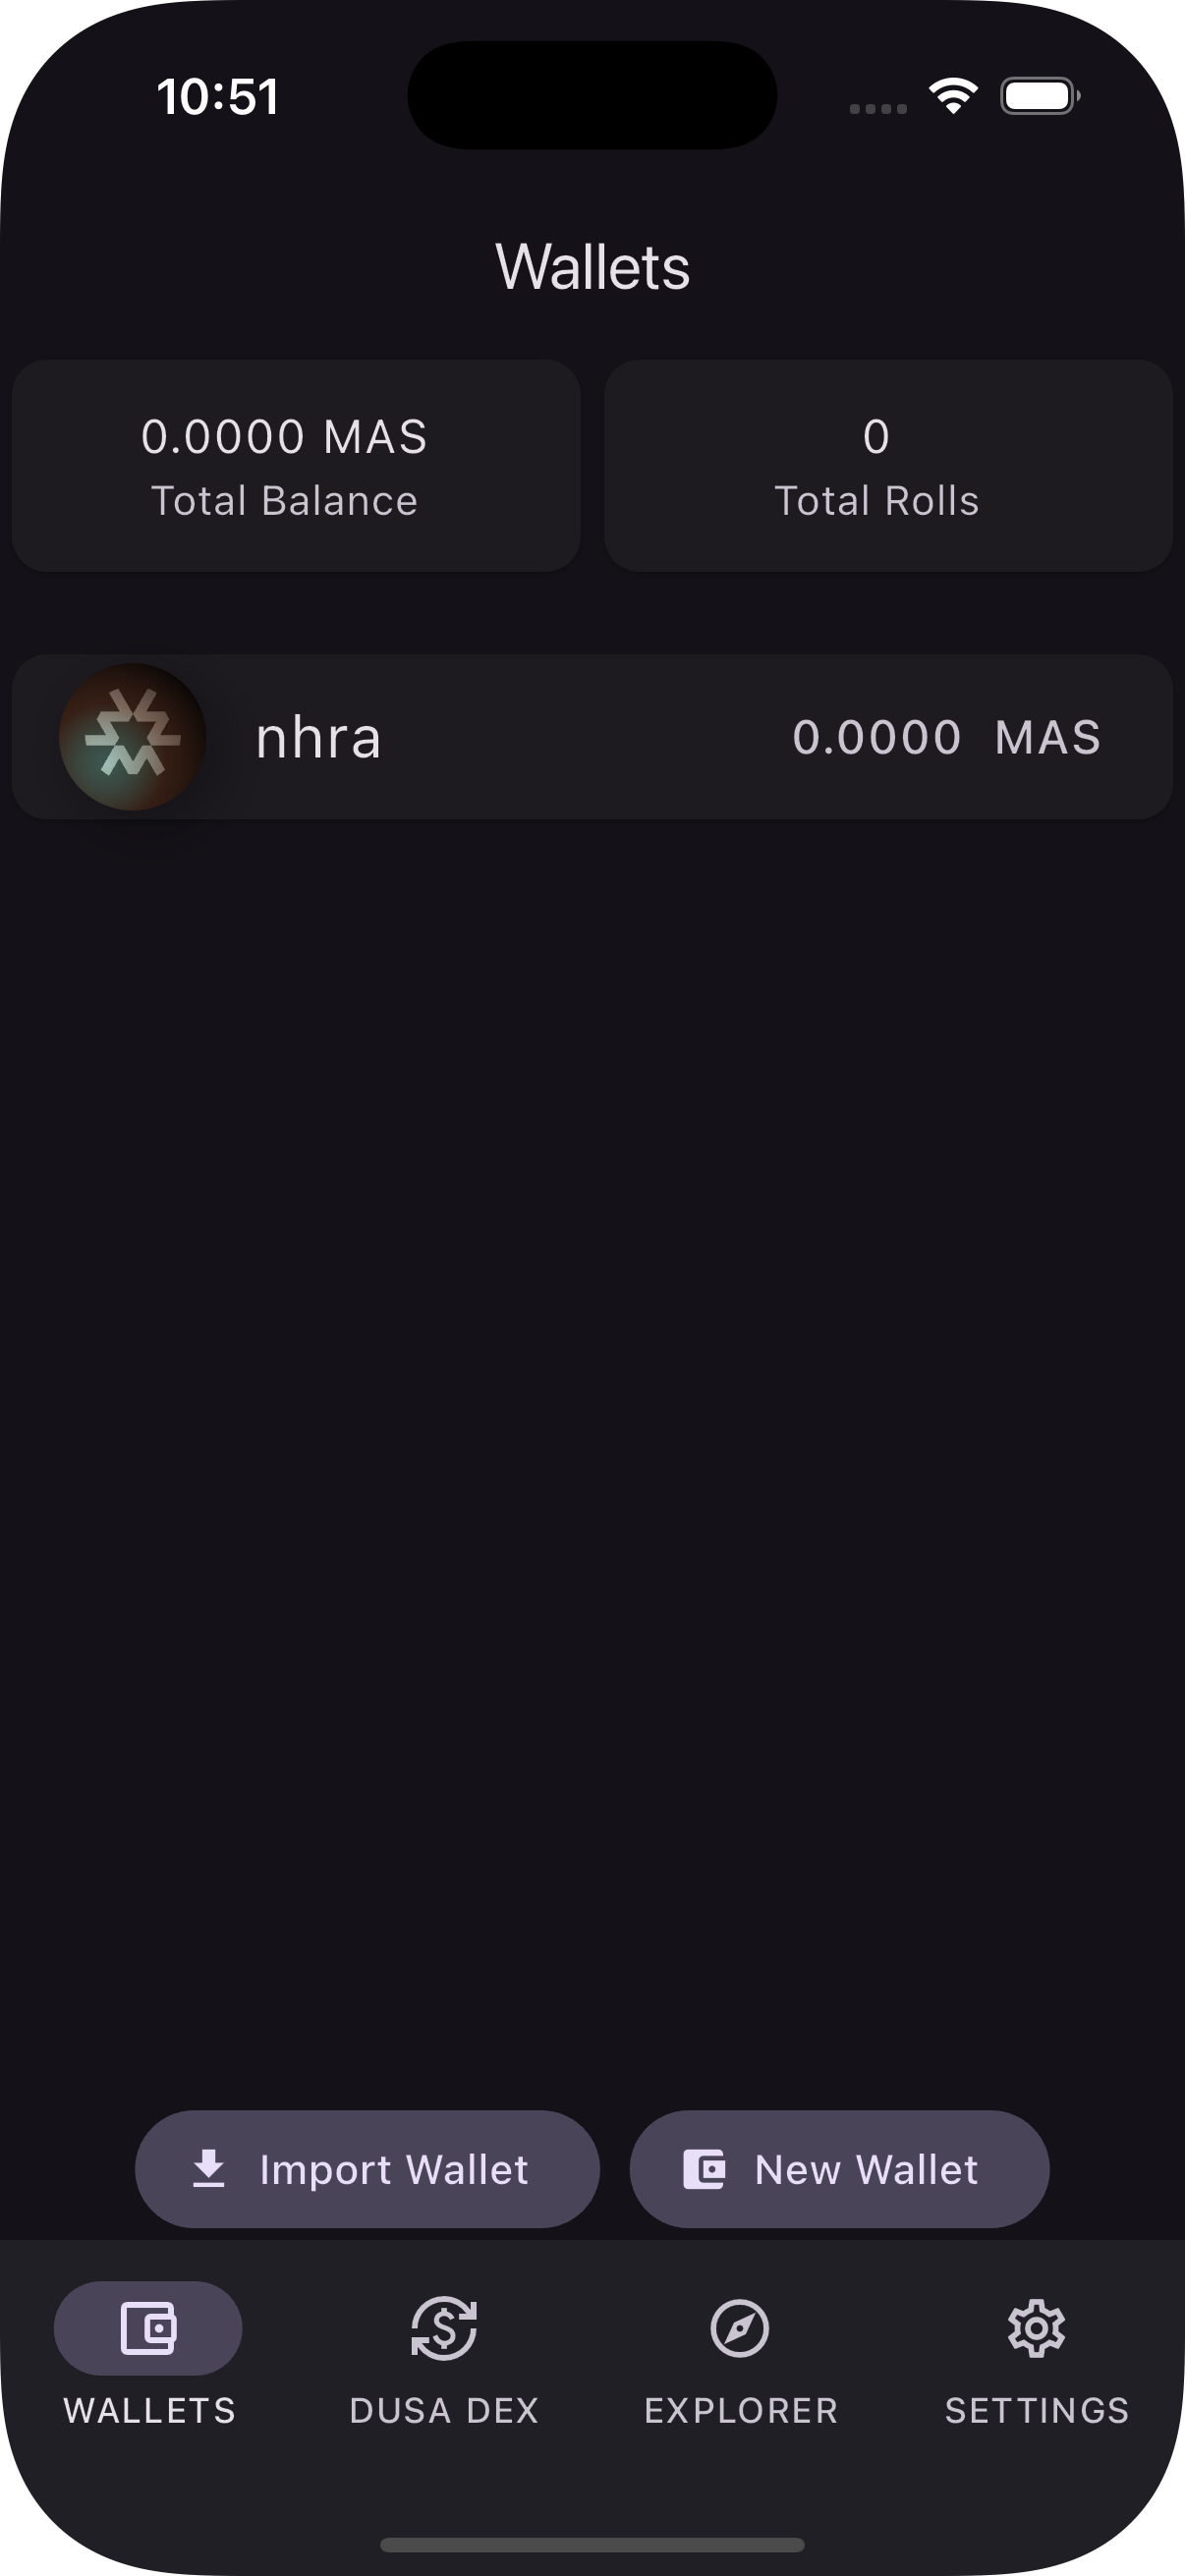 10:51
Wallets
0.0000 MAS
Total Balance
0
Total Rolls
nhra
0.0000 MAS
Import Wallet
New Wallet
WALLETS
DUSA DEX
EXPLORER
SETTINGS